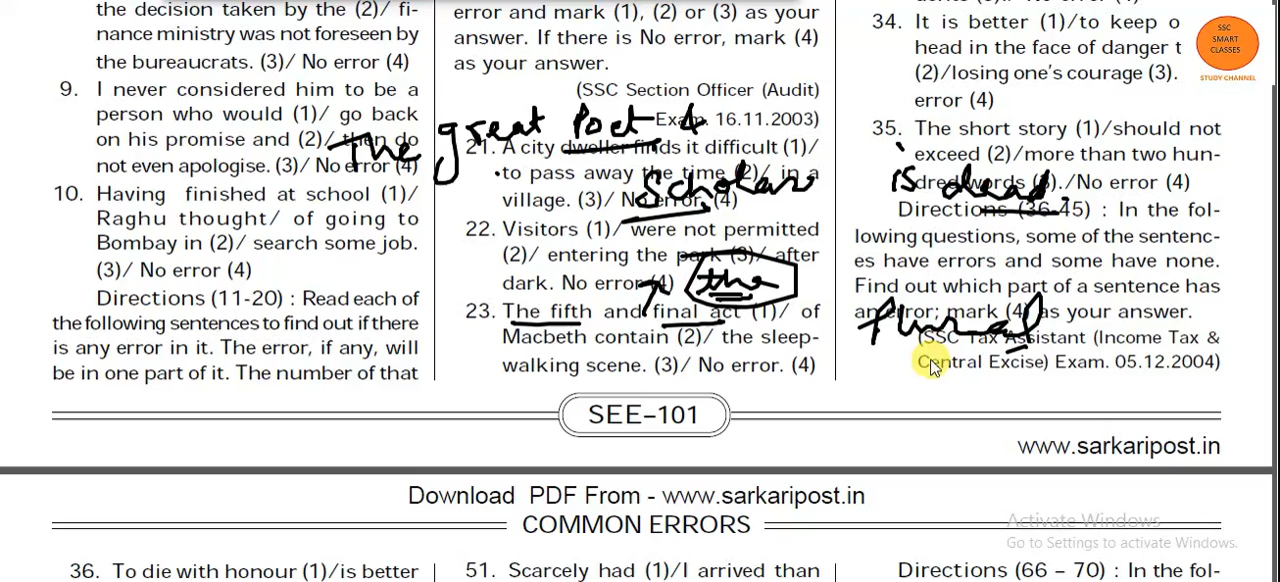 the decision taken by the (2)/ fi-
nance ministry was not foreseen by
the bureaucrats. (3)/ No error (4)
9. I never considered him to be a
person who would (1)/ go back
on his promise and (2)/ then do
not even apologise. (3)/ No error (4)
10. Having finished at school (1)/
Raghu thought/ of going to
Bombay in (2)/ search some job.
(3)/ No error (4)
Directions (11-20) : Read each of
the following sentences to find out if there
is any error in it. The error, if any, will
be in one part of it. The number of that
error and mark (1), (2) or (3) as your
answer. If there is No error, mark (4)
as your answer.
(SSC Section Officer (Audit)
Exam. 16.11.2003)
21. A city dweller finds it difficult (1)/
to pass away the time (2)/ in a
village. (3)/ No error. (4)
22. Visitors (1)/ were not permitted
(2)/ entering the park (3)/ after
dark. No error (4)
23. The fifth and final act (1)/ of
Macbeth contain (2)/ the sleep-
walking scene. (3)/ No error. (4)
34. It is better (1)/to keep o
head in the face of danger t
(2)/losing one's courage (3).
error (4)
35. The short story (1)/should not
exceed (2)/more than two hun-
dred words (3)./No error (4)
Directions (36-45) : In the fol-
lowing questions, some of the sentenc-
es have errors and some have none.
Find out which part of a sentence has
an error; mark (4) as your answer.
(SSC Tax Assistant (Income Tax &
Central Excise) Exam. 05.12.2004)
The great Poet &
Scholar
is dead
the
SSC
SMART
CLASSES
STUDY CHANNEL
SEE–101
www.sarkaripost.in
Download PDF From - www.sarkaripost.in
COMMON ERRORS
36. To die with honour (1)/is better
51. Scarcely had (1)/I arrived than
Directions (66 – 70) : In the fol-
Activate Windows
Go to Settings to activate Windows.